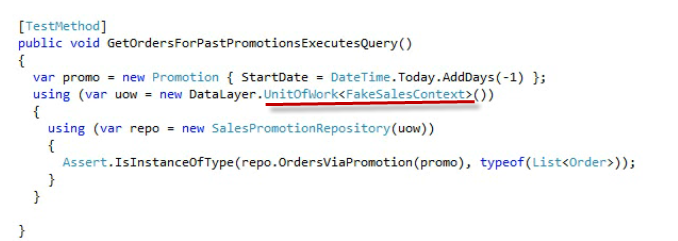 [TestMethod]
public void GetOrdersForPastPromotionsExecutesQuery()
{
var promo = new Promotion { StartDate = DateTime.Today.AddDays(-1) };
using (var uow = new DataLayer.UnitOfWork<FakeSalesContext>())
{
using (var repo = new SalesPromotionRepository(uow))
{
Assert.IsInstanceOfType(repo.OrdersViaPromotion(promo), typeof(List<Order>));
}
}
}